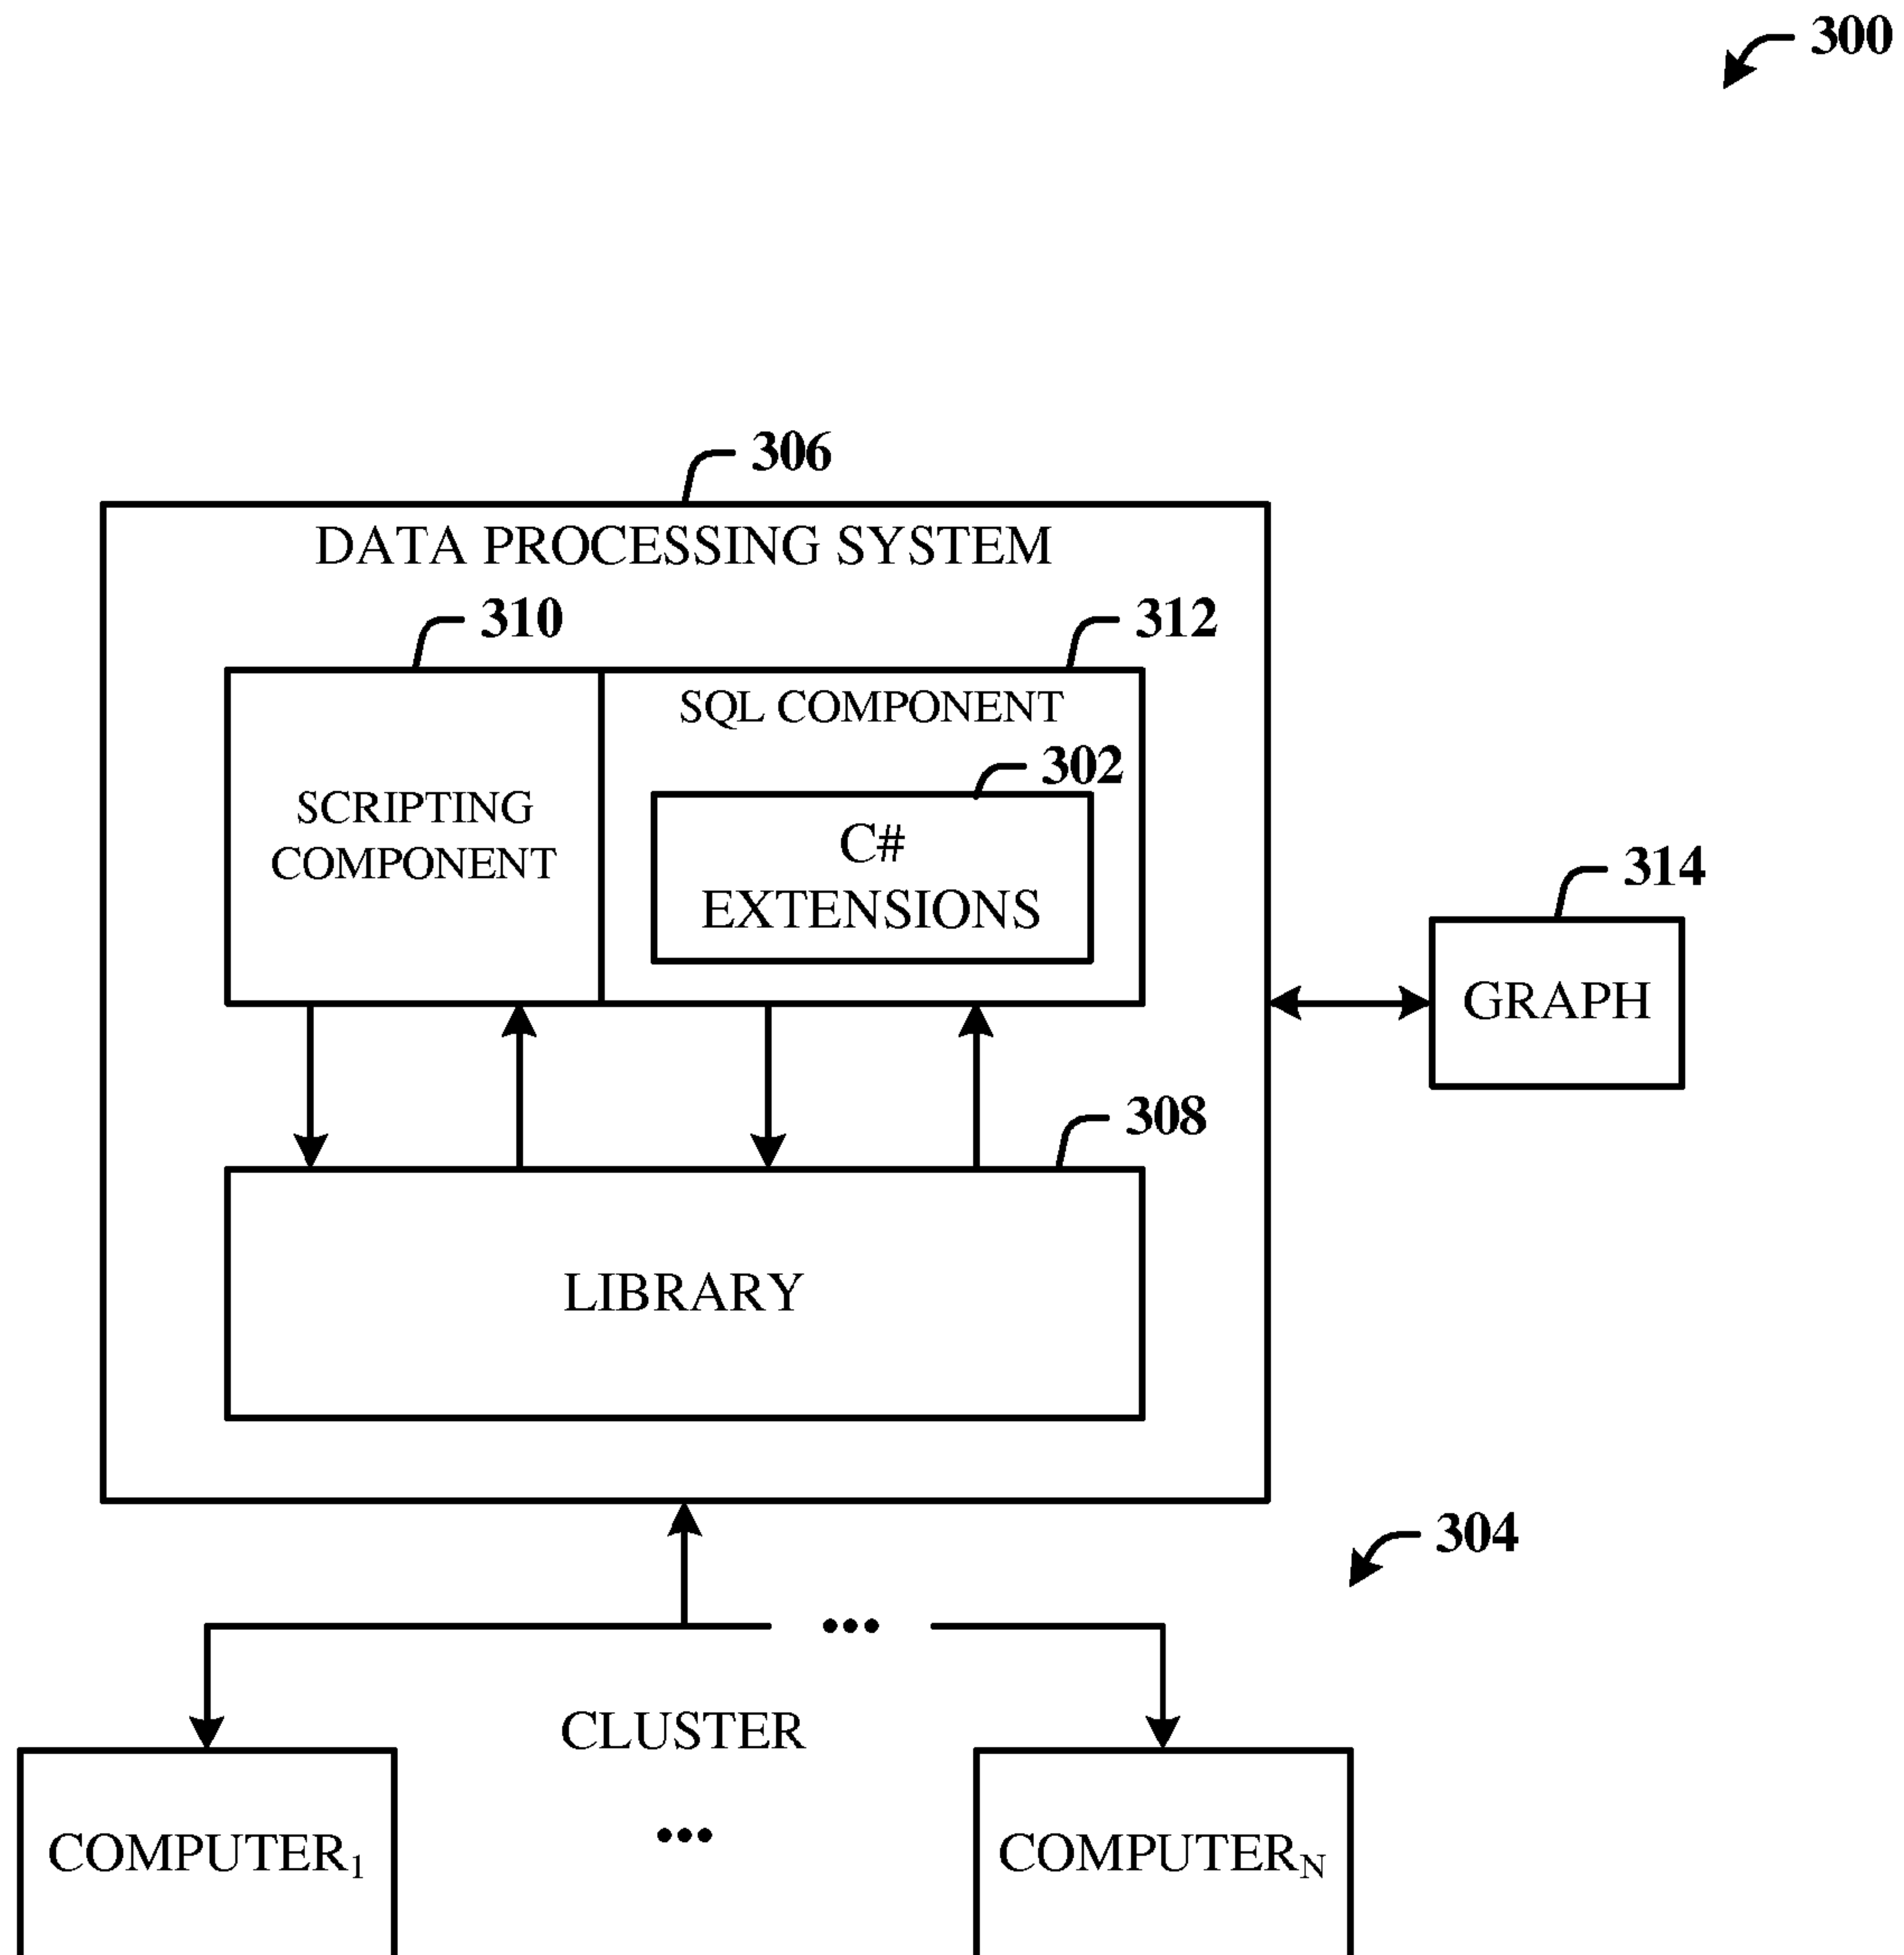 300
306
DATA PROCESSING SYSTEM
310
312
SQL COMPONENT
302
SCRIPTING
COMPONENT
C#
EXTENSIONS
314
GRAPH
308
LIBRARY
304
•••
CLUSTER
COMPUTER₁
•••
COMPUTER_N